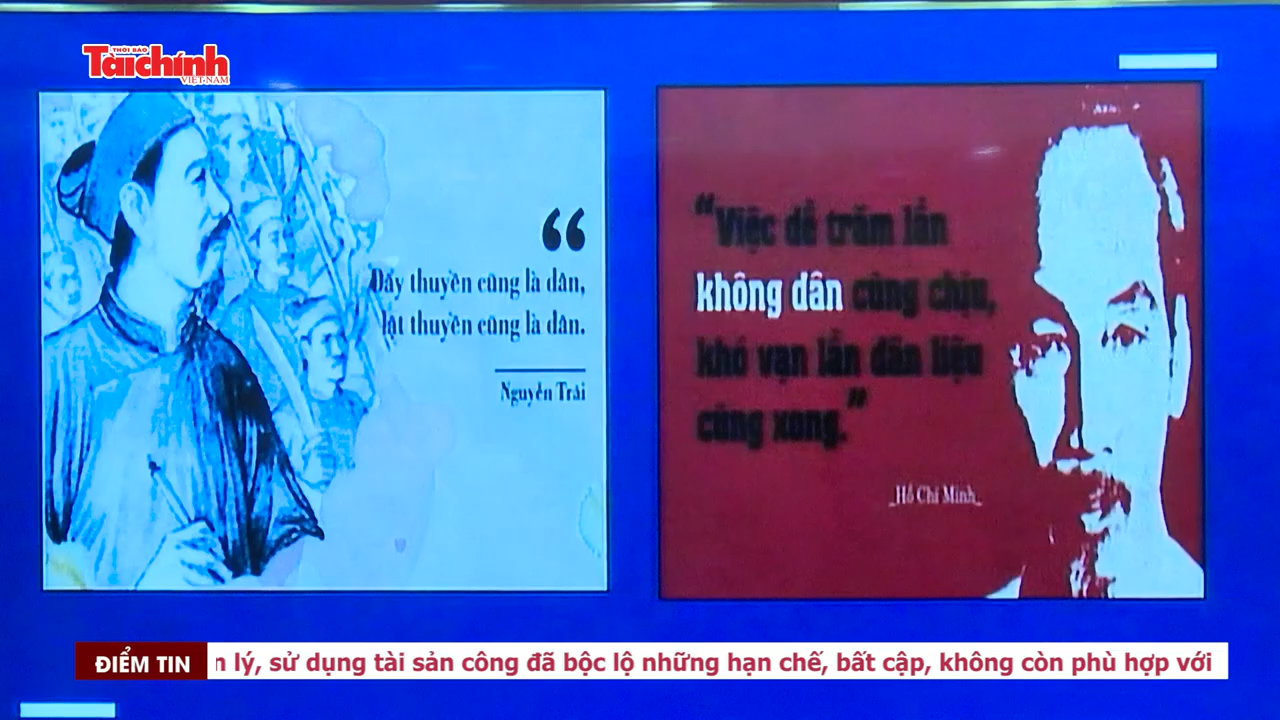 THỜI BÁO
Tài chính
VIỆT NAM
“
Đẩy thuyền cũng là dân,
lật thuyền cũng là dân.
Nguyễn Trãi
“Việc dễ trăm lần
không dân cũng chịu,
khó vạn lần dân liệu
cũng xong.”
_Hồ Chí Minh_
ĐIỂM TIN
n lý, sử dụng tài sản công đã bộc lộ những hạn chế, bất cập, không còn phù hợp với